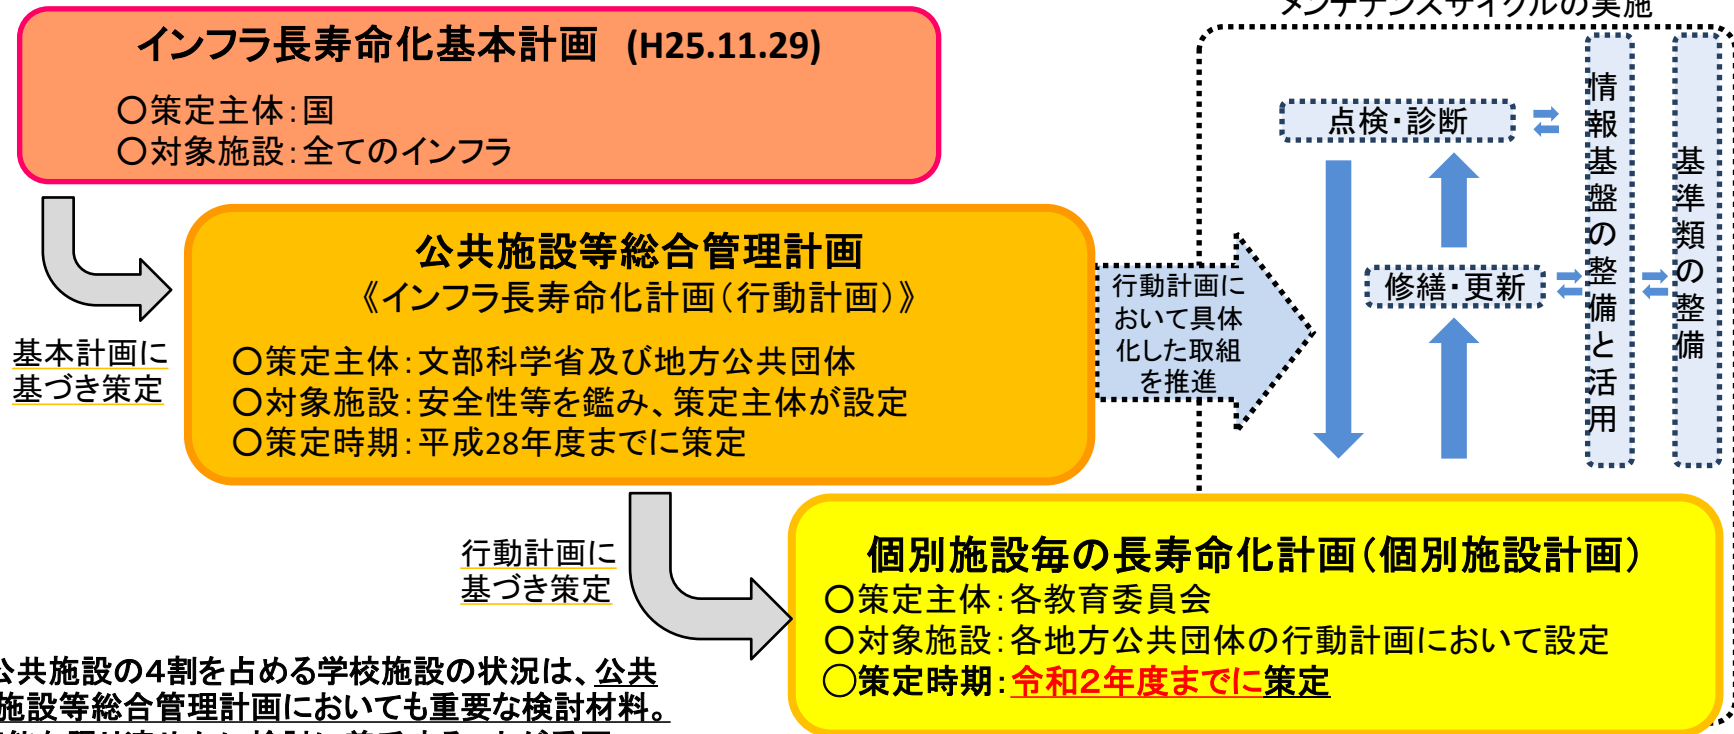 インフラ長寿命化基本計画 (H25.11.29)
○策定主体：国
○対象施設：全てのインフラ
基本計画に
基づき策定
公共施設等総合管理計画
《インフラ長寿命化計画（行動計画）》
○策定主体：文部科学省及び地方公共団体
○対象施設：安全性等を鑑み、策定主体が設定
○策定時期：平成28年度までに策定
行動計画に
おいて具体
化した取組
を推進
メンテナンスサイクルの実施
点検・診断
修繕・更新
情報基盤の整備と活用
基準類の整備
行動計画に
基づき策定
個別施設毎の長寿命化計画（個別施設計画）
○策定主体：各教育委員会
○対象施設：各地方公共団体の行動計画において設定
○策定時期：令和２年度までに策定
公共施設の４割を占める学校施設の状況は、公共
施設等総合管理計画においても重要な検討材料。